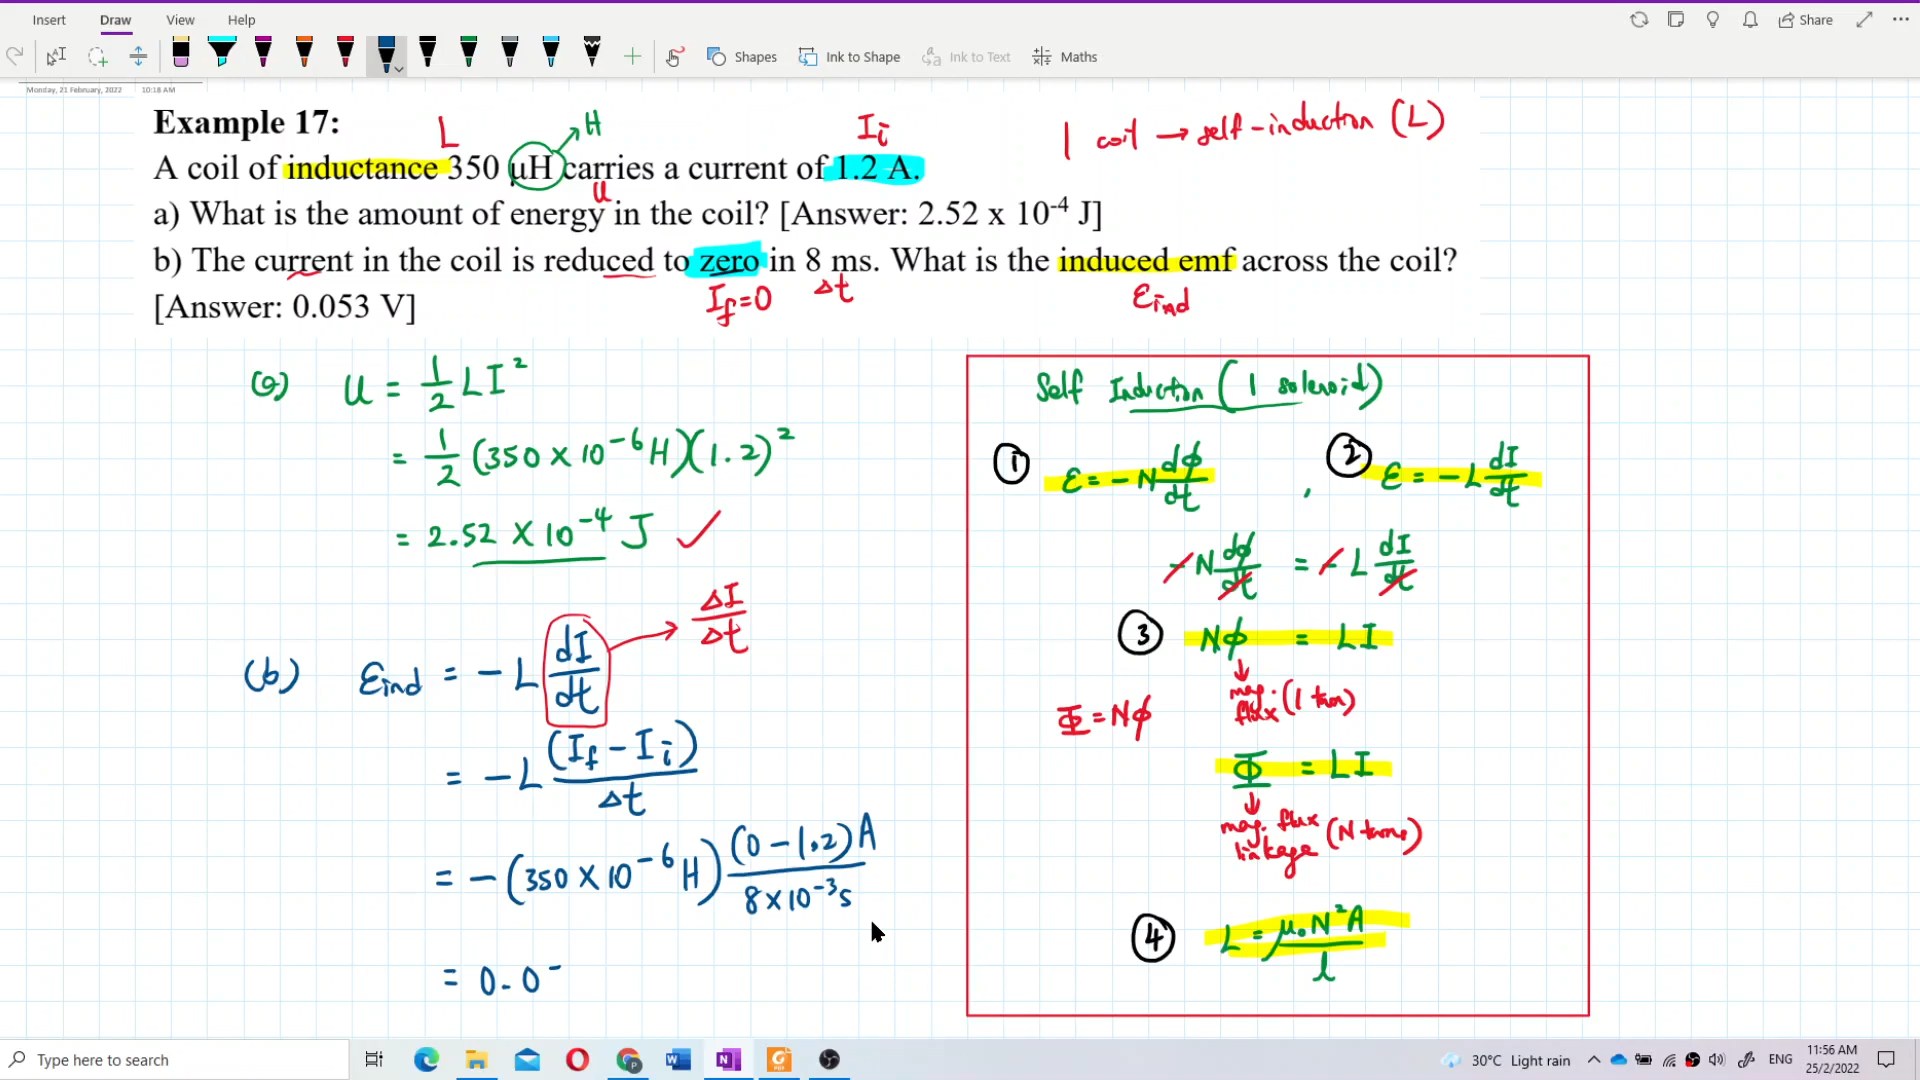 Insert Draw View Help Share
Shapes Ink to Shape Ink to Text Maths
Monday, 21 February, 2022 10:18 AM
Example 17:
L H Ii
1 coil → self-induction (L)
A coil of inductance 350 μH carries a current of 1.2 A.
U
a) What is the amount of energy in the coil? [Answer: 2.52 x 10⁻⁴ J]
b) The current in the coil is reduced to zero in 8 ms. What is the induced emf across the coil?
If = 0 Δt εind
[Answer: 0.053 V]
(a) U = 1/2 LI²
= 1/2 (350 × 10⁻⁶ H)(1.2)²
= 2.52 × 10⁻⁴ J ✓
ΔI/Δt
(b) εind = - L dI/dt →
= - L (If - Ii)/Δt
= - (350 × 10⁻⁶ H) (0 - 1.2) A / 8 × 10⁻³ s
= 0.0-
Self Induction (1 solenoid)
① ε = - N dϕ/dt , ② ε = - L dI/dt
- N dϕ/dt = - L dI/dt
③ Nϕ = LI
↓
mag. flux (1 turn)
Φ = Nϕ
Φ = LI
↓
mag. flux linkage (N turns)
④ L = μ₀N²A/l
Type here to search
30°C Light rain ENG 11:56 AM
25/2/2022